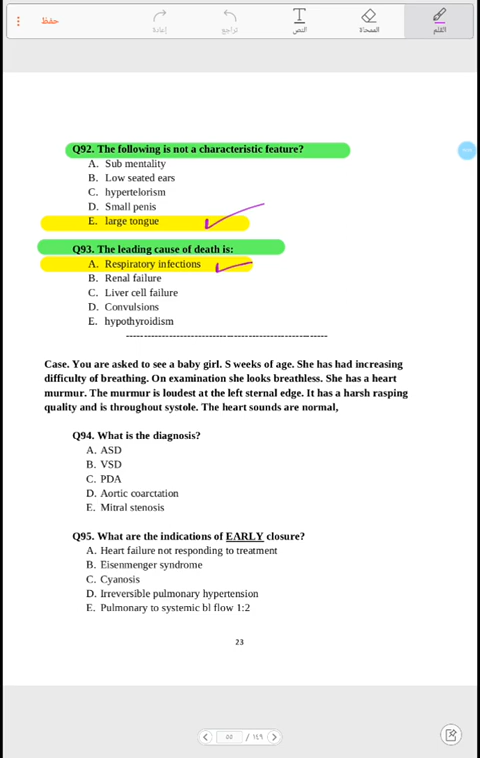 حفظ
إعادة
تراجع
النص
الممحاة
القلم
Q92. The following is not a characteristic feature?
A. Sub mentality
B. Low seated ears
C. hypertelorism
D. Small penis
E. large tongue
Q93. The leading cause of death is:
A. Respiratory infections
B. Renal failure
C. Liver cell failure
D. Convulsions
E. hypothyroidism
--------------------------------------------------------
Case. You are asked to see a baby girl. S weeks of age. She has had increasing
difficulty of breathing. On examination she looks breathless. She has a heart
murmur. The murmur is loudest at the left sternal edge. It has a harsh rasping
quality and is throughout systole. The heart sounds are normal,
Q94. What is the diagnosis?
A. ASD
B. VSD
C. PDA
D. Aortic coarctation
E. Mitral stenosis
Q95. What are the indications of EARLY closure?
A. Heart failure not responding to treatment
B. Eisenmenger syndrome
C. Cyanosis
D. Irreversible pulmonary hypertension
E. Pulmonary to systemic bl flow 1:2
23
٥٥ / ١٤٩